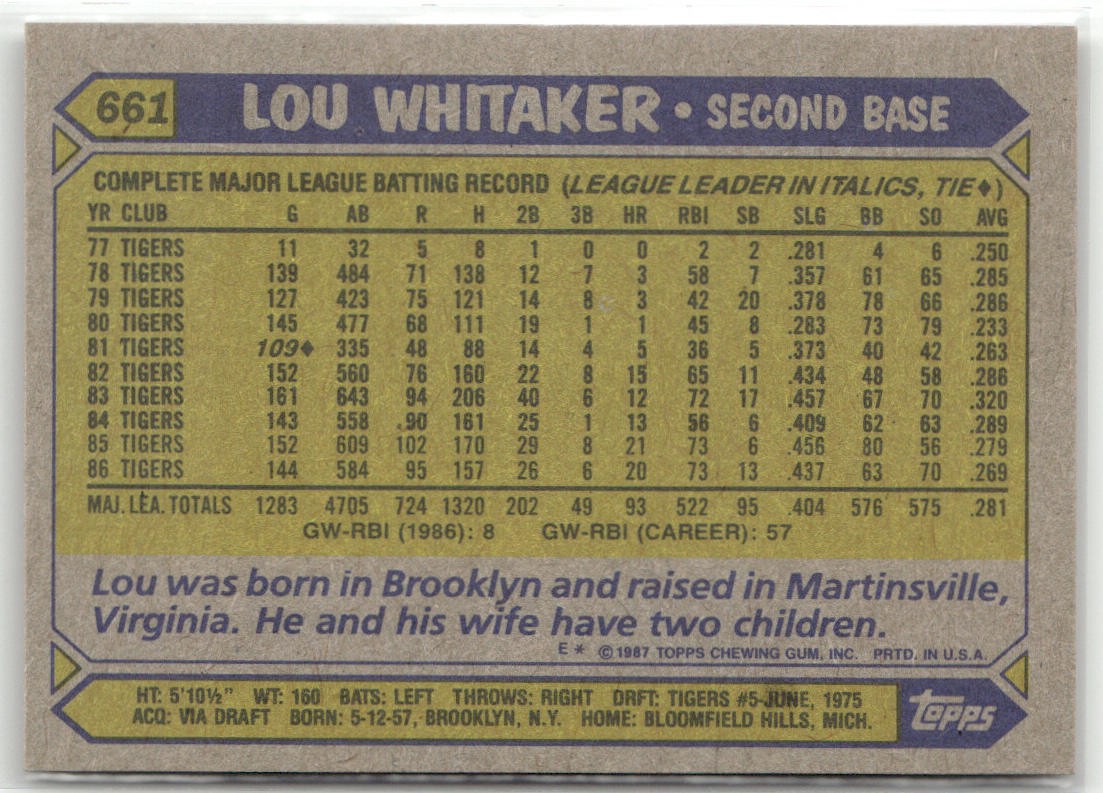 661 LOU WHITAKER • SECOND BASE
COMPLETE MAJOR LEAGUE BATTING RECORD (LEAGUE LEADER IN ITALICS, TIE♦)
YR CLUB G AB R H 2B 3B HR RBI SB SLG BB SO AVG
77 TIGERS 11 32 5 8 1 0 0 2 2 .281 4 6 .250
78 TIGERS 139 484 71 138 12 7 3 58 7 .357 61 65 .285
79 TIGERS 127 423 75 121 14 8 3 42 20 .378 78 66 .286
80 TIGERS 145 477 68 111 19 1 1 45 8 .283 73 79 .233
81 TIGERS 109♦ 335 48 88 14 4 5 36 5 .373 40 42 .263
82 TIGERS 152 560 76 160 22 8 15 65 11 .434 48 58 .286
83 TIGERS 161 643 94 206 40 6 12 72 17 .457 67 70 .320
84 TIGERS 143 558 90 161 25 1 13 56 6 .409 62 63 .289
85 TIGERS 152 609 102 170 29 8 21 73 6 .456 80 56 .279
86 TIGERS 144 584 95 157 26 6 20 73 13 .437 63 70 .269
MAJ. LEA. TOTALS 1283 4705 724 1320 202 49 93 522 95 .404 576 575 .281
GW-RBI (1986): 8 GW-RBI (CAREER): 57
Lou was born in Brooklyn and raised in Martinsville,
Virginia. He and his wife have two children.
E * ©1987 TOPPS CHEWING GUM, INC. PRTD. IN U.S.A.
HT: 5'10½" WT: 160 BATS: LEFT THROWS: RIGHT DRFT: TIGERS #5-JUNE, 1975
ACQ: VIA DRAFT BORN: 5-12-57, BROOKLYN, N.Y. HOME: BLOOMFIELD HILLS, MICH.
topps